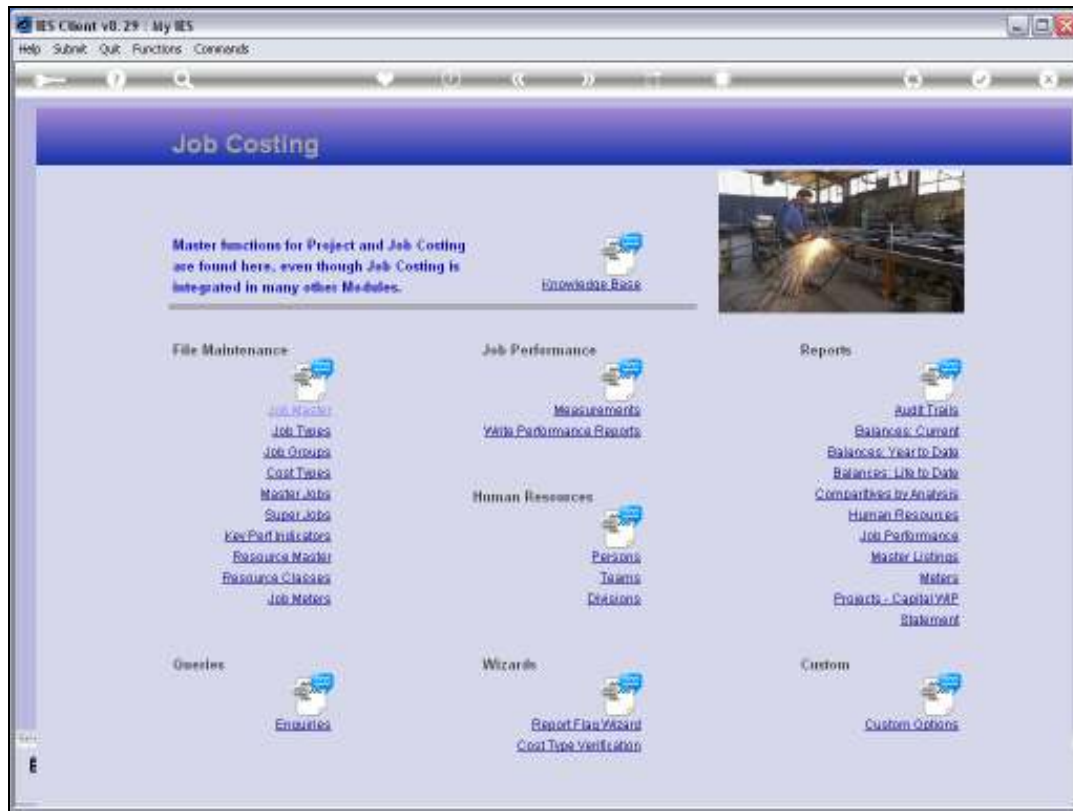 IES Client v8.29 : My IES
Help Submit Quit Functions Commands
Job Costing
Master functions for Project and Job Costing
are found here, even though Job Costing is
integrated in many other Modules.
Knowledge Base
File Maintenance
Job Master
Job Types
Job Groups
Cost Types
Master Jobs
Super Jobs
Key Perf Indicators
Resource Master
Resource Classes
Job Meters
Job Performance
Measurements
Write Performance Reports
Human Resources
Persons
Teams
Divisions
Reports
Audit Trails
Balances: Current
Balances: Year to Date
Balances: Life to Date
Comparitives by Analysis
Human Resources
Job Performance
Master Listings
Meters
Projects - Capital WIP
Statement
Queries
Enquiries
Wizards
Report Flag Wizard
Cost Type Verification
Custom
Custom Options